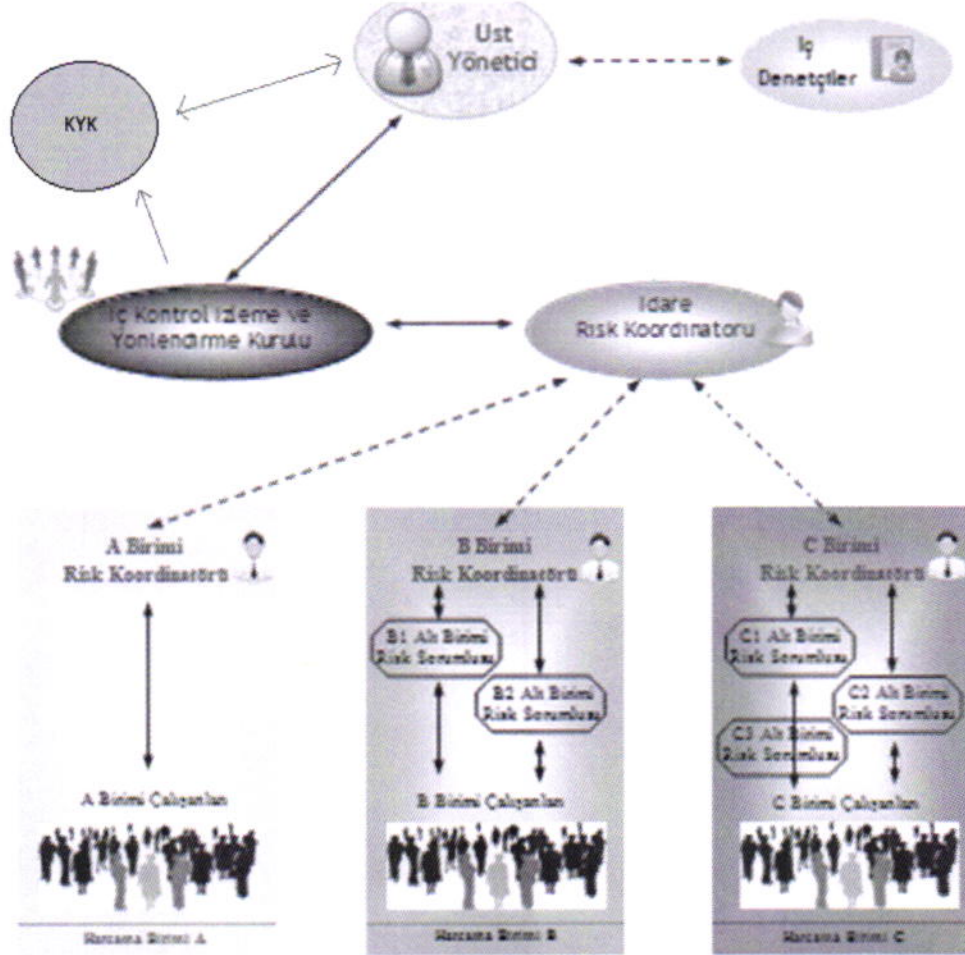 Üst
Yönetici
İç
Denetçiler
KYK
İç Kontrol İzleme ve
Yönlendirme Kurulu
İdare
Risk Koordinatörü
A Birimi
Risk Koordinatörü
B Birimi
Risk Koordinatörü
C Birimi
Risk Koordinatörü
B1 Alt Birimi
Risk Sorumlusu
B2 Alt Birimi
Risk Sorumlusu
C1 Alt Birimi
Risk Sorumlusu
C2 Alt Birimi
Risk Sorumlusu
C3 Alt Birimi
Risk Sorumlusu
A Birimi Çalışanları
B Birimi Çalışanları
C Birimi Çalışanları
Harcama Birimi A
Harcama Birimi B
Harcama Birimi C